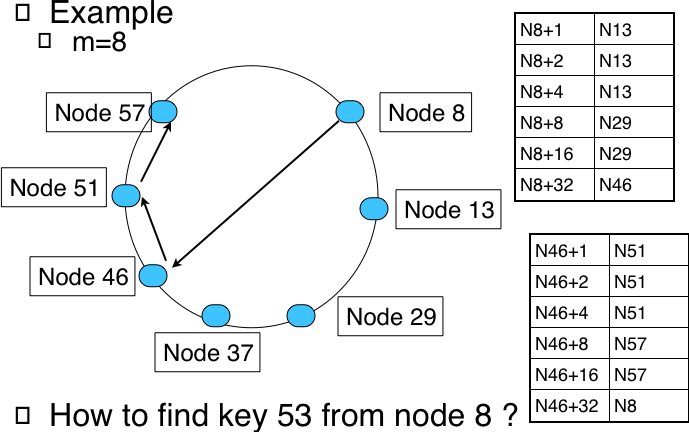 Example
m=8
Node 57
Node 8
Node 51
Node 13
Node 46
Node 29
Node 37
N8+1 N13
N8+2 N13
N8+4 N13
N8+8 N29
N8+16 N29
N8+32 N46
N46+1 N51
N46+2 N51
N46+4 N51
N46+8 N57
N46+16 N57
N46+32 N8
How to find key 53 from node 8 ?